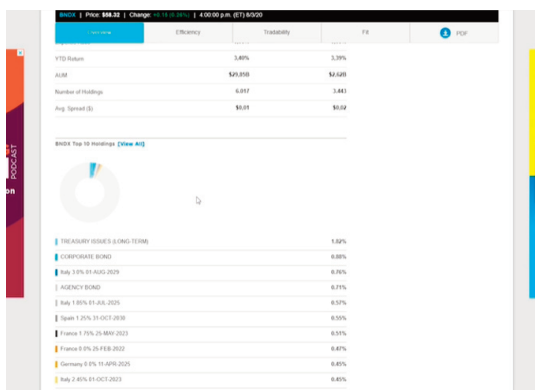 BNDX | Price: $58.32 | Change: +0.15 (0.26%) | 4:00:00 p.m. (ET) 6/3/20
Overview Efficiency Tradability Fit PDF
YTD Return 3.40% 3.39%
AUM $29.85B $2.62B
Number of Holdings 6,017 3,443
Avg. Spread ($) $0.01 $0.02
BNDX Top 10 Holdings [View All]
TREASURY ISSUES (LONG-TERM) 1.02%
CORPORATE BOND 0.88%
Italy 3.0% 01-AUG-2029 0.76%
AGENCY BOND 0.71%
Italy 1.85% 01-JUL-2025 0.57%
Spain 1.25% 31-OCT-2030 0.55%
France 1.75% 25-MAY-2023 0.51%
France 0.0% 25-FEB-2022 0.47%
Germany 0.0% 11-APR-2025 0.45%
Italy 2.45% 01-OCT-2023 0.45%
PODCAST
on